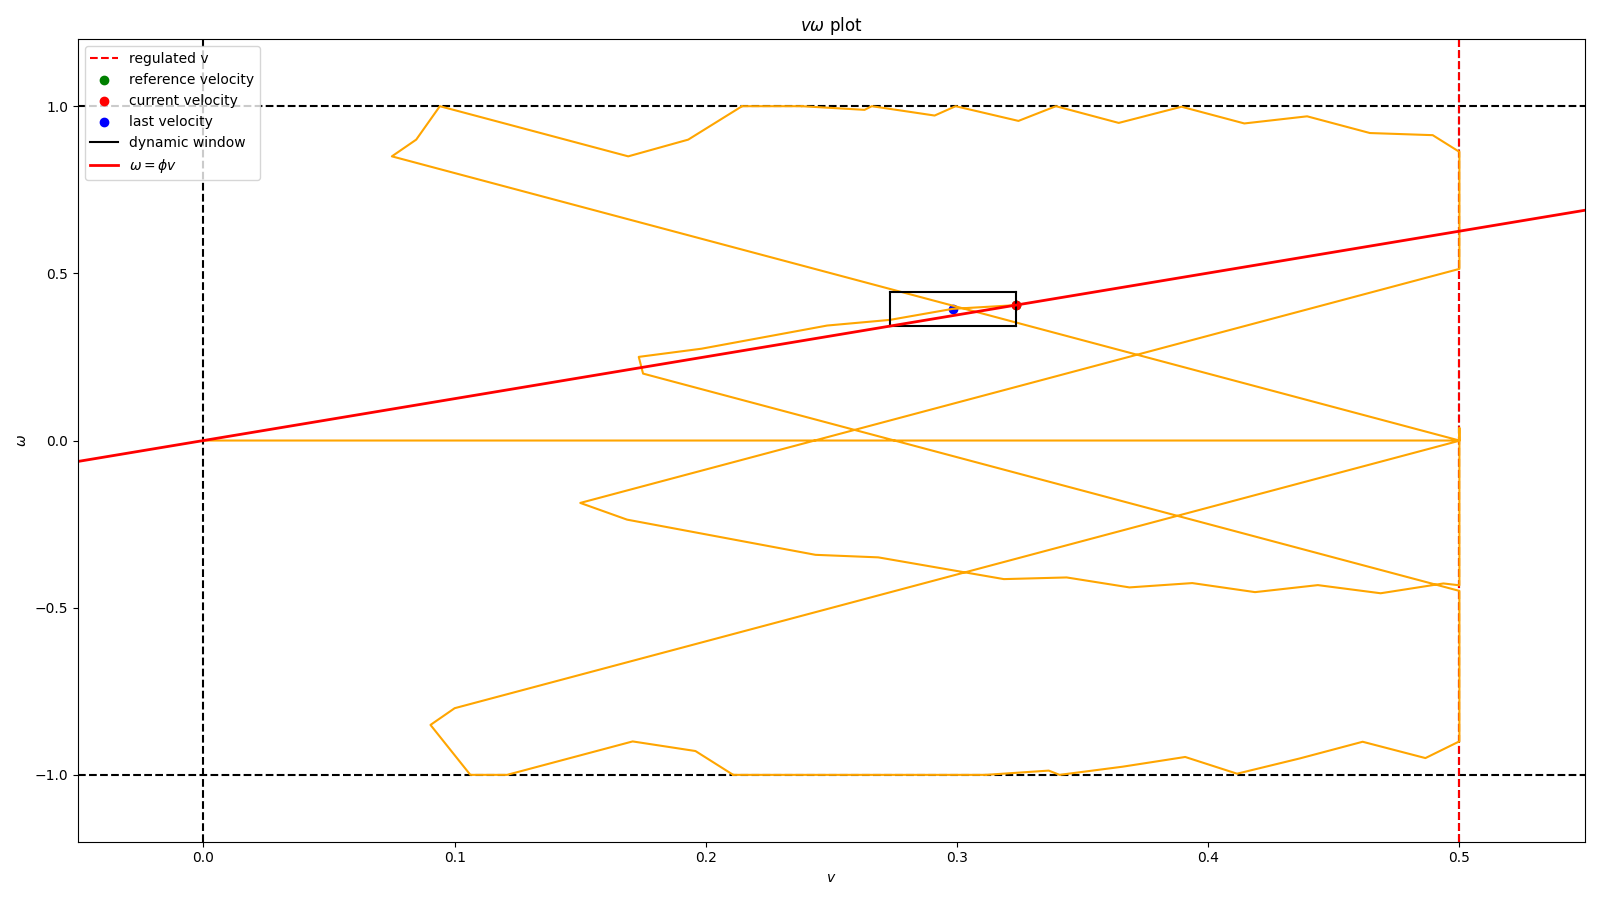 vω plot
regulated v
reference velocity
current velocity
last velocity
dynamic window
ω = ϕv
1.0
0.5
0.0
−0.5
−1.0
ω
0.0 0.1 0.2 0.3 0.4 0.5
v